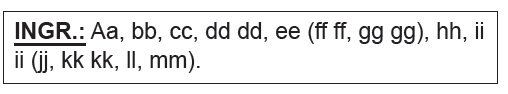 INGR.: Aa, bb, cc, dd dd, ee (ff ff, gg gg), hh, ii
ii (jj, kk kk, ll, mm).